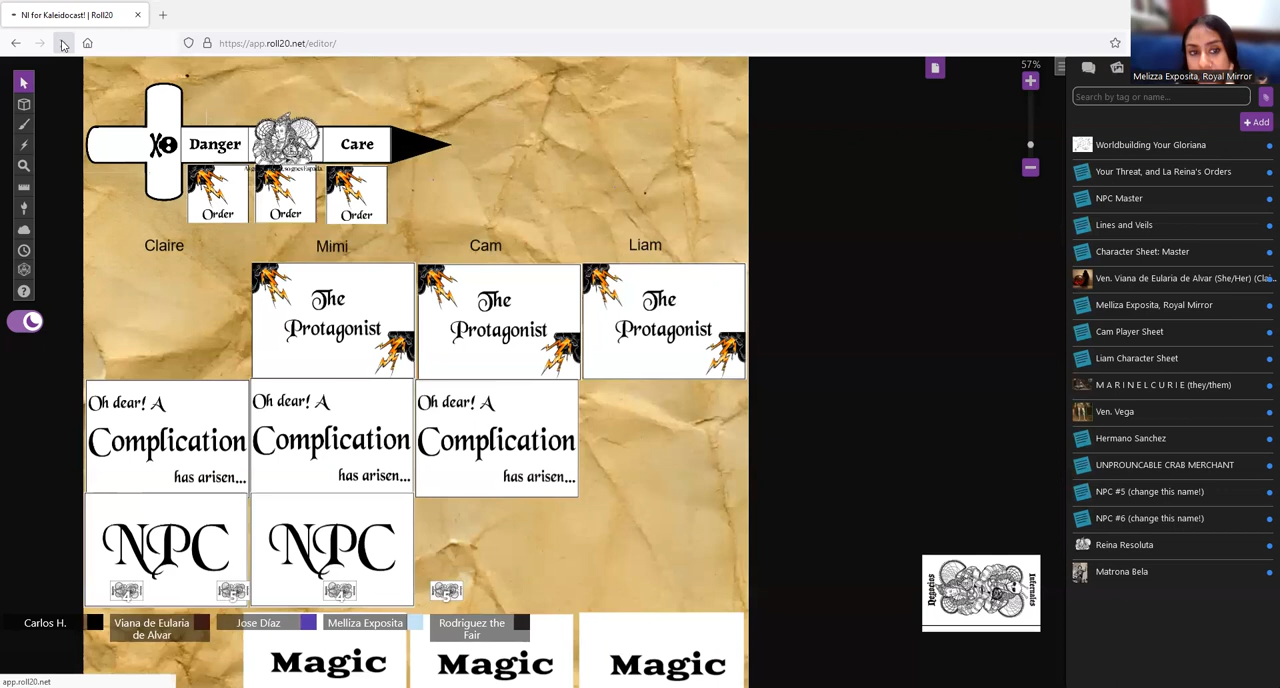 NI for Kaleidocast! | Roll20
https://app.roll20.net/editor/
Melizza Exposita, Royal Mirror
57%
Search by tag or name...
+ Add
Danger
Care
Order
Order
Order
Claire
Mimi
Cam
Liam
The
Protagonist
The
Protagonist
The
Protagonist
Oh dear! A
Complication
has arisen...
Oh dear! A
Complication
has arisen...
Oh dear! A
Complication
has arisen...
NPC
NPC
Carlos H.
Viana de Eularia
de Alvar
Jose Díaz
Melliza Exposita
Rodriguez the
Fair
Magic
Magic
Magic
app.roll20.net
Negocios
Infernales
Worldbuilding Your Gloriana
Your Threat, and La Reina's Orders
NPC Master
Lines and Veils
Character Sheet: Master
Ven. Viana de Eularia de Alvar (She/Her) (Clai...
Melliza Exposita, Royal Mirror
Cam Player Sheet
Liam Character Sheet
M A R I N E L C U R I E (they/them)
Ven. Vega
Hermano Sanchez
UNPROUNCABLE CRAB MERCHANT
NPC #5 (change this name!)
NPC #6 (change this name!)
Reina Resoluta
Matrona Bela